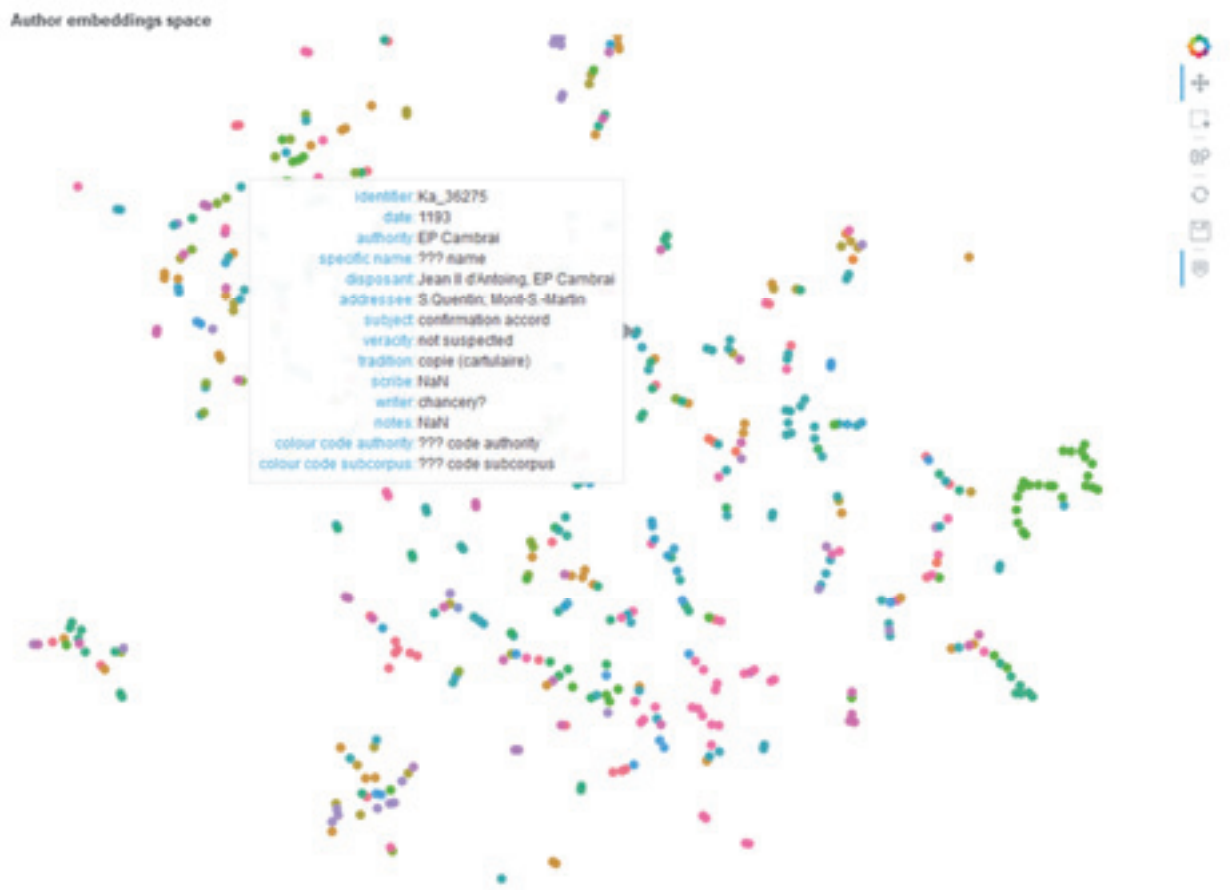 Author embeddings space
identifier: Ka_36275
date: 1193
authority: EP Cambrai
specific name: ??? name
disposant: Jean II d'Antoing, EP Cambrai
addressee: S.Quentin; Mont-S.-Martin
subject: confirmation accord
veracity: not suspected
tradition: copie (cartulaire)
scribe: NaN
writer: chancery?
notes: NaN
colour code authority: ??? code authority
colour code subcorpus: ??? code subcorpus